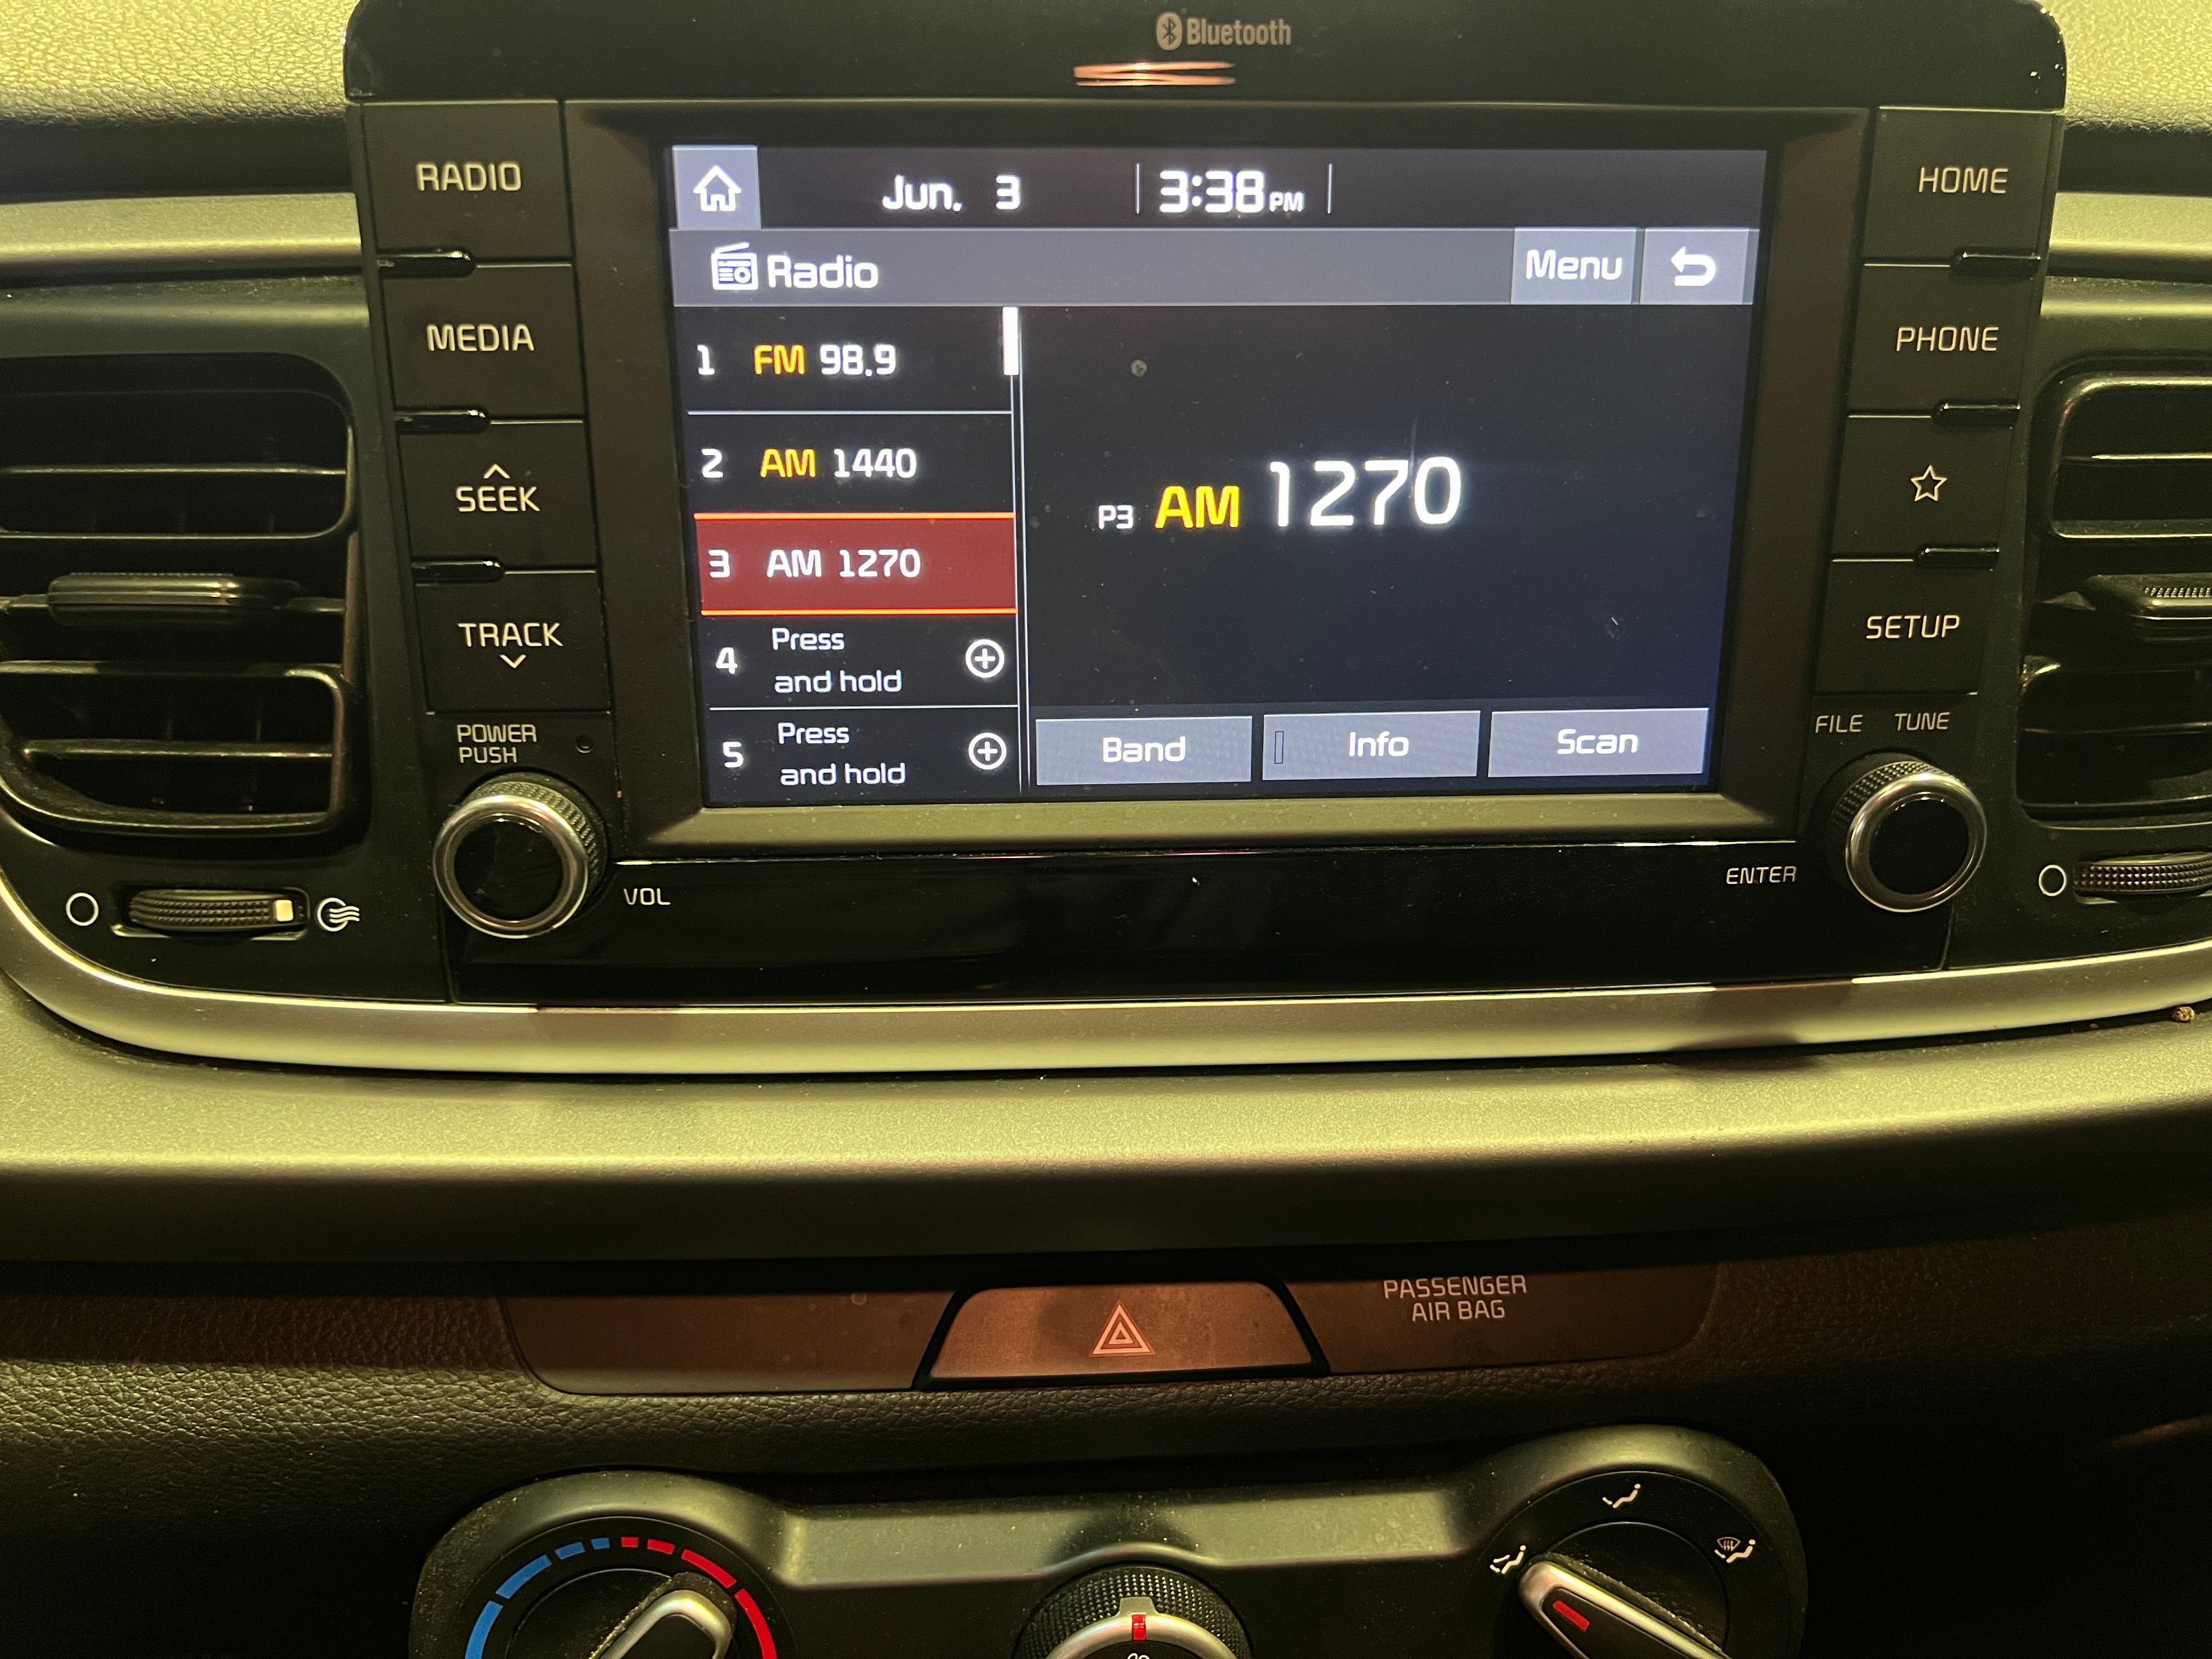 Bluetooth
RADIO
MEDIA
SEEK
TRACK
POWER
PUSH
VOL
Jun. 3 3:38 PM
Radio Menu
1 FM 98.9
2 AM 1440
3 AM 1270
4 Press
and hold
5 Press
and hold
P3 AM 1270
Band Info Scan
HOME
PHONE
SETUP
FILE TUNE
ENTER
PASSENGER
AIR BAG